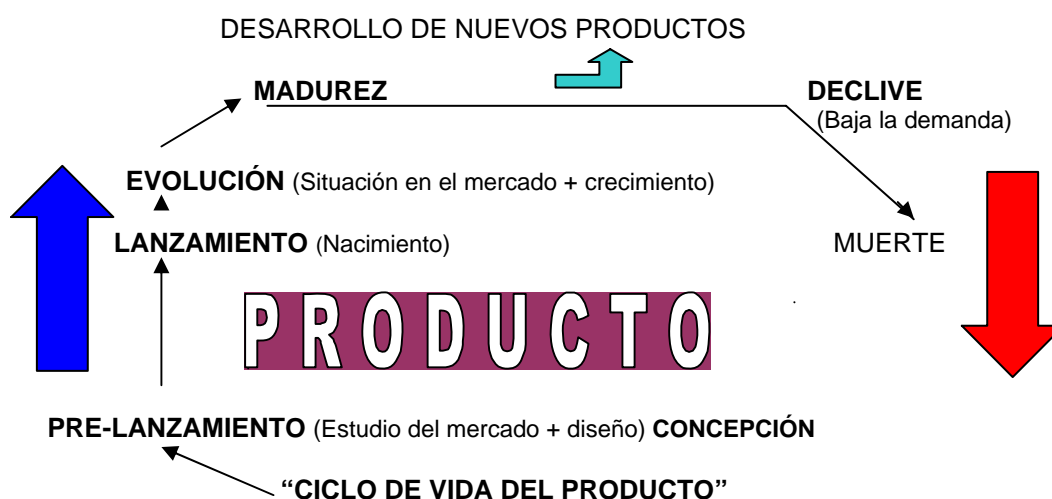 DESARROLLO DE NUEVOS PRODUCTOS
MADUREZ
DECLIVE
(Baja la demanda)
EVOLUCIÓN (Situación en el mercado + crecimiento)
LANZAMIENTO (Nacimiento)
MUERTE
PRODUCTO
PRE-LANZAMIENTO (Estudio del mercado + diseño) CONCEPCIÓN
“CICLO DE VIDA DEL PRODUCTO”